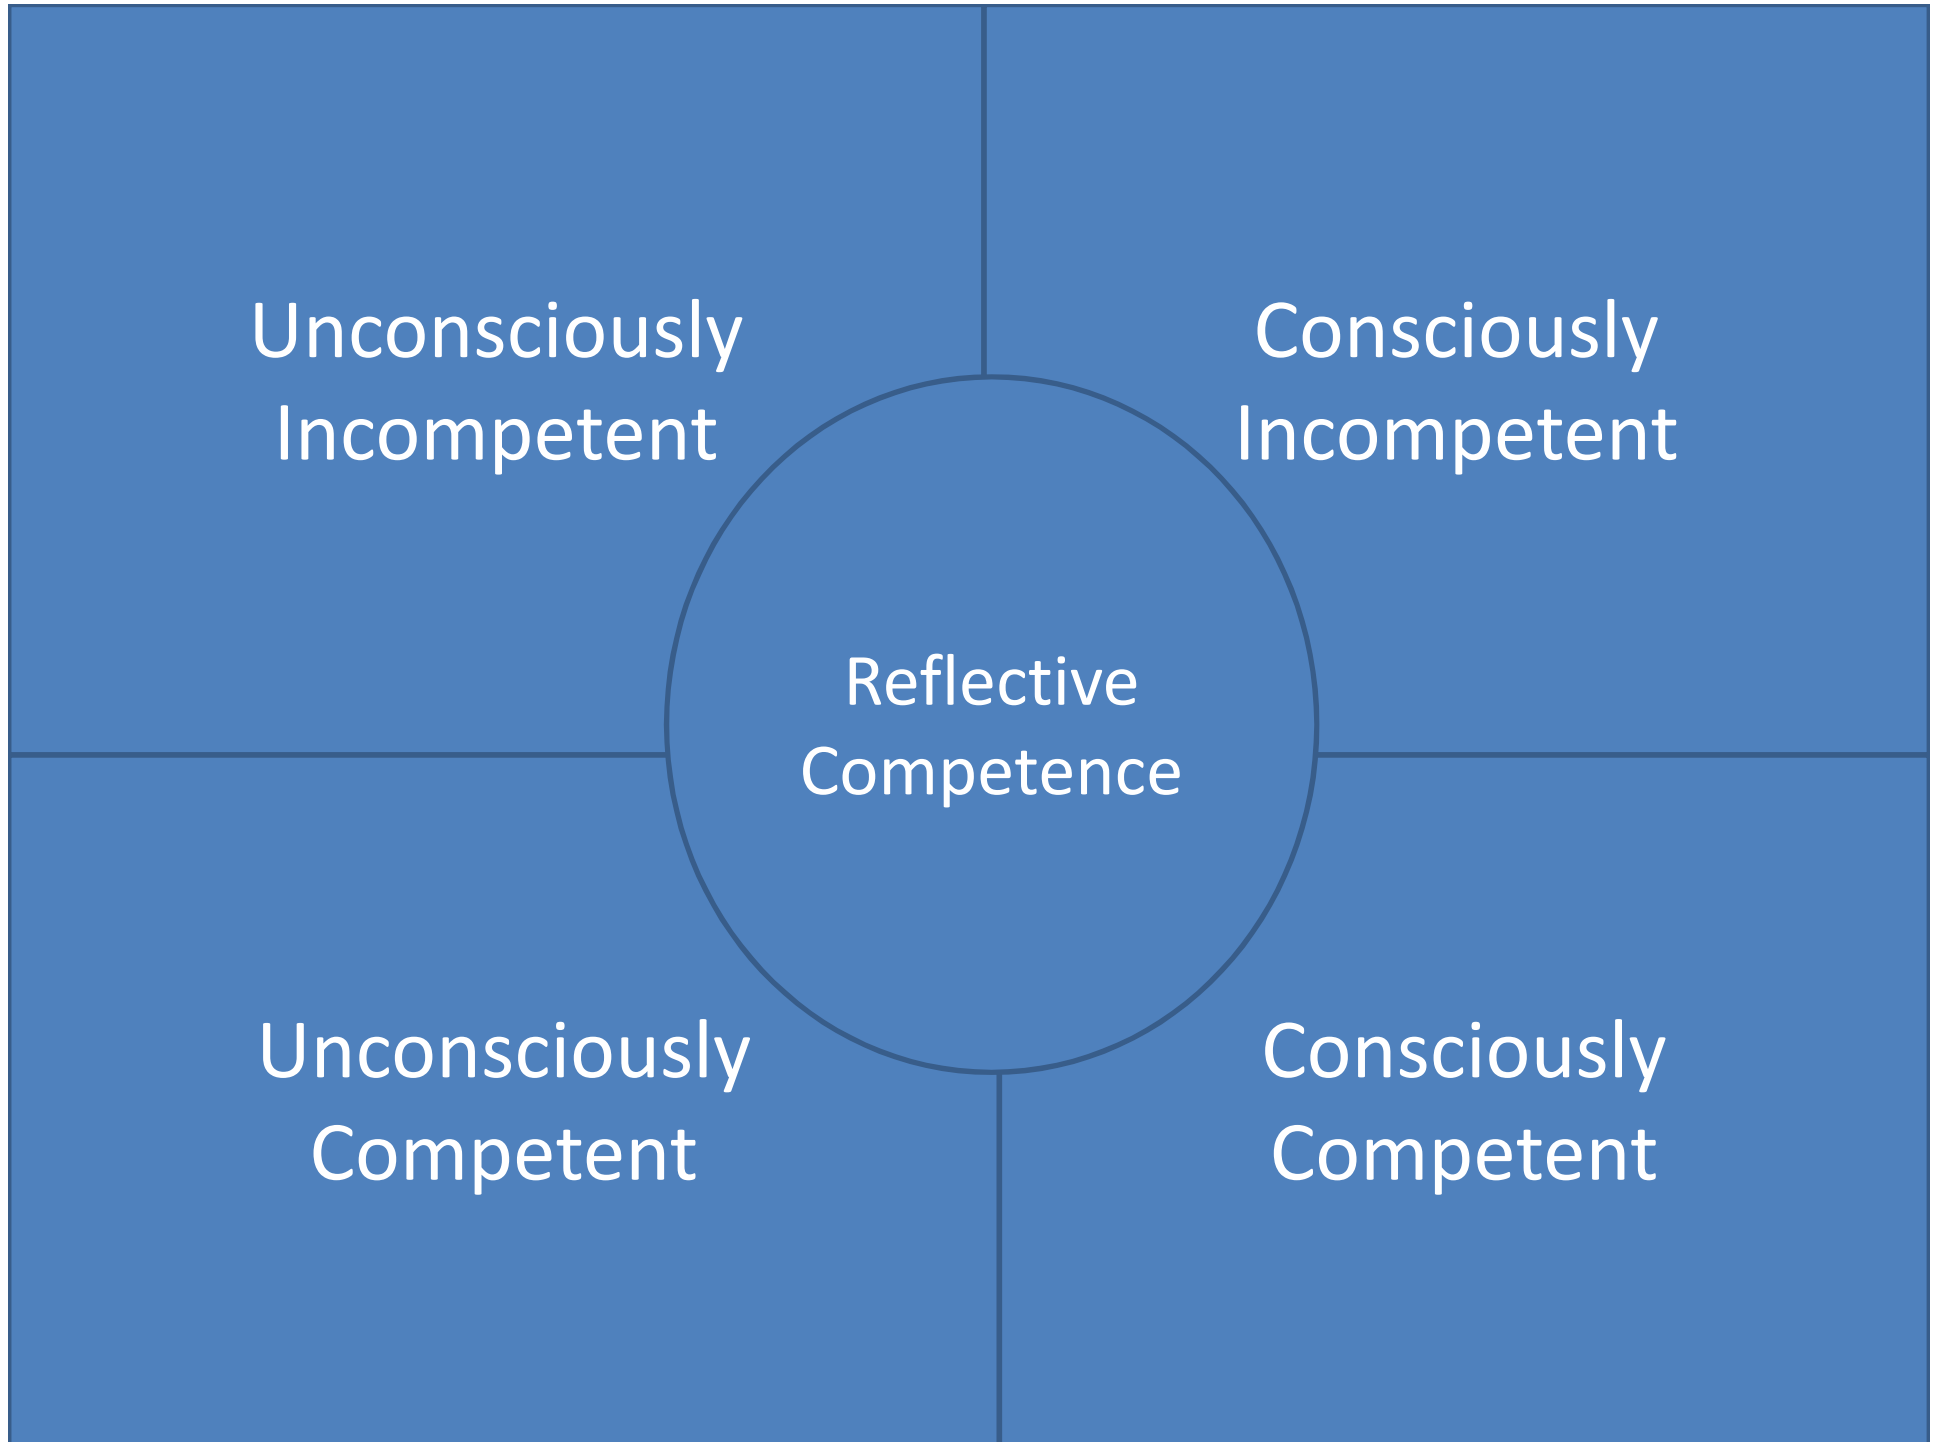 Unconsciously
Incompetent
Consciously
Incompetent
Reflective
Competence
Unconsciously
Competent
Consciously
Competent